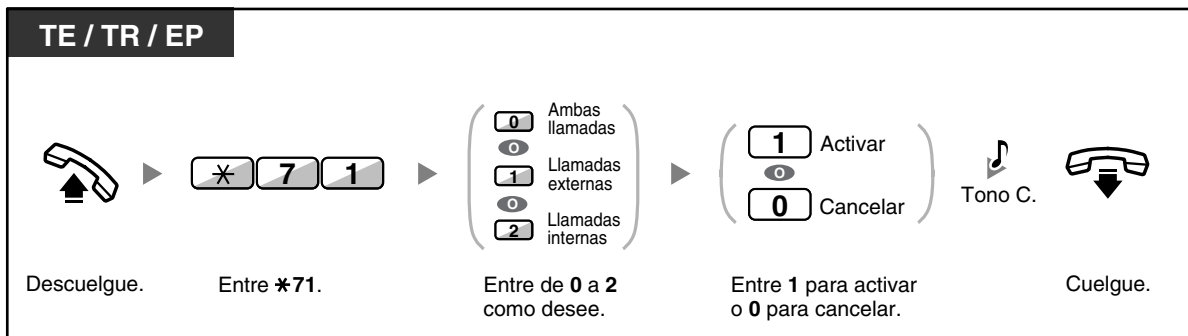 TE / TR / EP
✳ 7 1
0 Ambas
llamadas
O
1 Llamadas
externas
O
2 Llamadas
internas
1 Activar
O
0 Cancelar
Tono C.
Descuelgue.
Entre ✳71.
Entre de 0 a 2
como desee.
Entre 1 para activar
o 0 para cancelar.
Cuelgue.